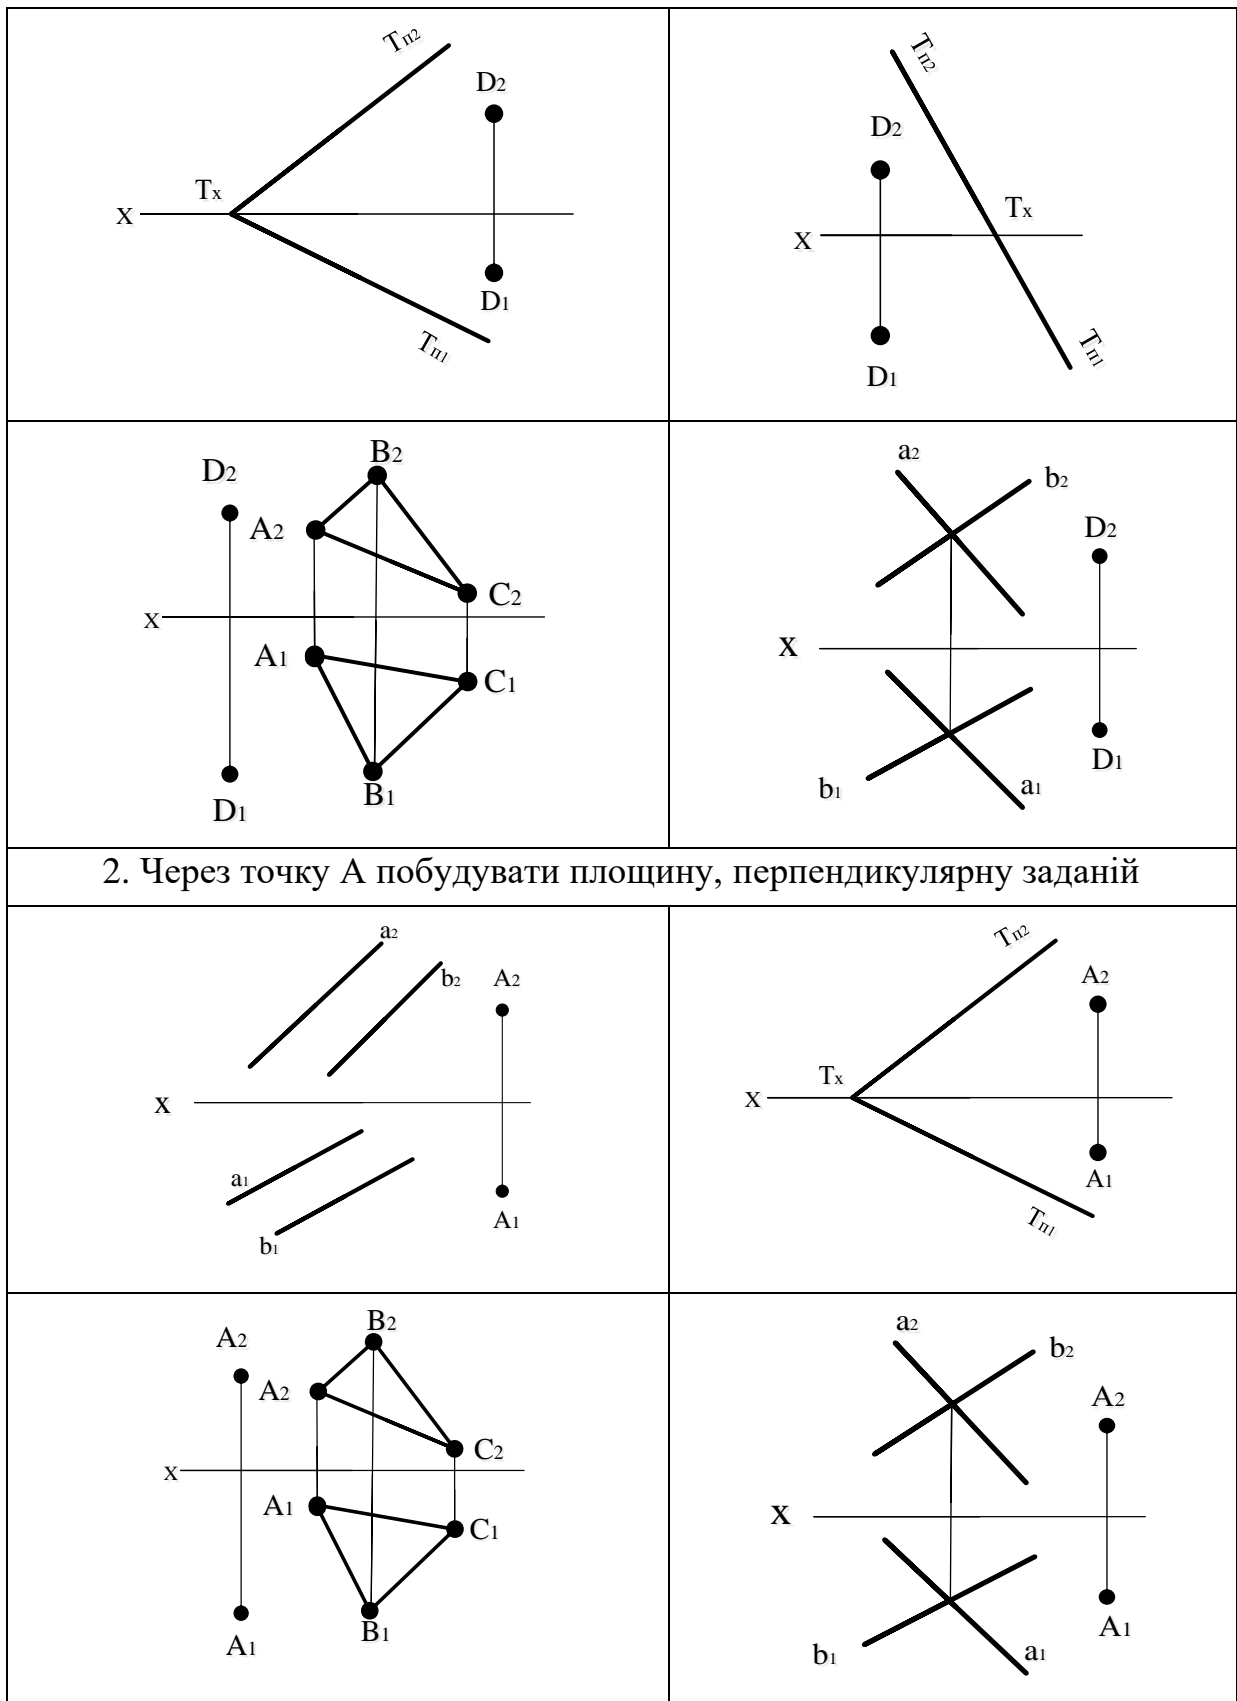 Tп2
D2
Tx
X
D1
Tп1
Tп2
D2
Tx
X
Tп1
D1
B2
D2
A2
C2
X
A1
C1
B1
D1
a2
b2
D2
X
D1
b1
a1
2. Через точку А побудувати площину, перпендикулярну заданій
a2
b2
A2
X
a1
A1
b1
Tп2
A2
Tx
X
A1
Tп1
B2
A2
A2
C2
X
A1
C1
B1
A1
a2
b2
A2
X
A1
b1
a1